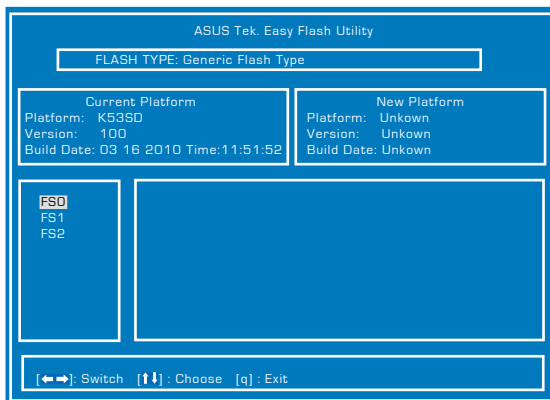 ASUS Tek. Easy Flash Utility
FLASH TYPE: Generic Flash Type
Current Platform
Platform: K53SD
Version: 100
Build Date: 03 16 2010 Time:11:51:52
New Platform
Platform: Unkown
Version: Unkown
Build Date: Unkown
FS0
FS1
FS2
[←→]: Switch [↑↓] : Choose [q] : Exit